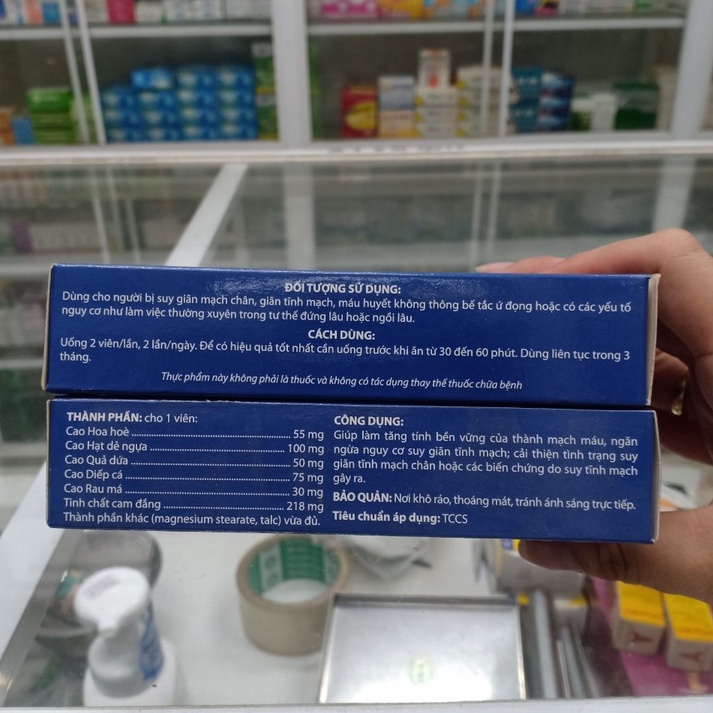 ĐỐI TƯỢNG SỬ DỤNG:
Dùng cho người bị suy giãn mạch chân, giãn tĩnh mạch, máu huyết không thông bế tắc ứ đọng hoặc có các yếu tố
nguy cơ như làm việc thường xuyên trong tư thế đứng lâu hoặc ngồi lâu.
CÁCH DÙNG:
Uống 2 viên/lần, 2 lần/ngày. Để có hiệu quả tốt nhất cần uống trước khi ăn từ 30 đến 60 phút. Dùng liên tục trong 3
tháng.
Thực phẩm này không phải là thuốc và không có tác dụng thay thế thuốc chữa bệnh
THÀNH PHẦN: cho 1 viên:
Cao Hoa hoè ........ 55 mg
Cao Hạt dẻ ngựa ........ 100 mg
Cao Quả dứa ........ 50 mg
Cao Diếp cá ........ 75 mg
Cao Rau má ........ 30 mg
Tinh chất cam đắng ........ 218 mg
Thành phần khác (magnesium stearate, talc) vừa đủ.
CÔNG DỤNG:
Giúp làm tăng tính bền vững của thành mạch máu, ngăn
ngừa nguy cơ suy giãn tĩnh mạch; cải thiện tình trạng suy
giãn tĩnh mạch chân hoặc các biến chứng do suy tĩnh mạch
gây ra.
BẢO QUẢN: Nơi khô ráo, thoáng mát, tránh ánh sáng trực tiếp.
Tiêu chuẩn áp dụng: TCCS